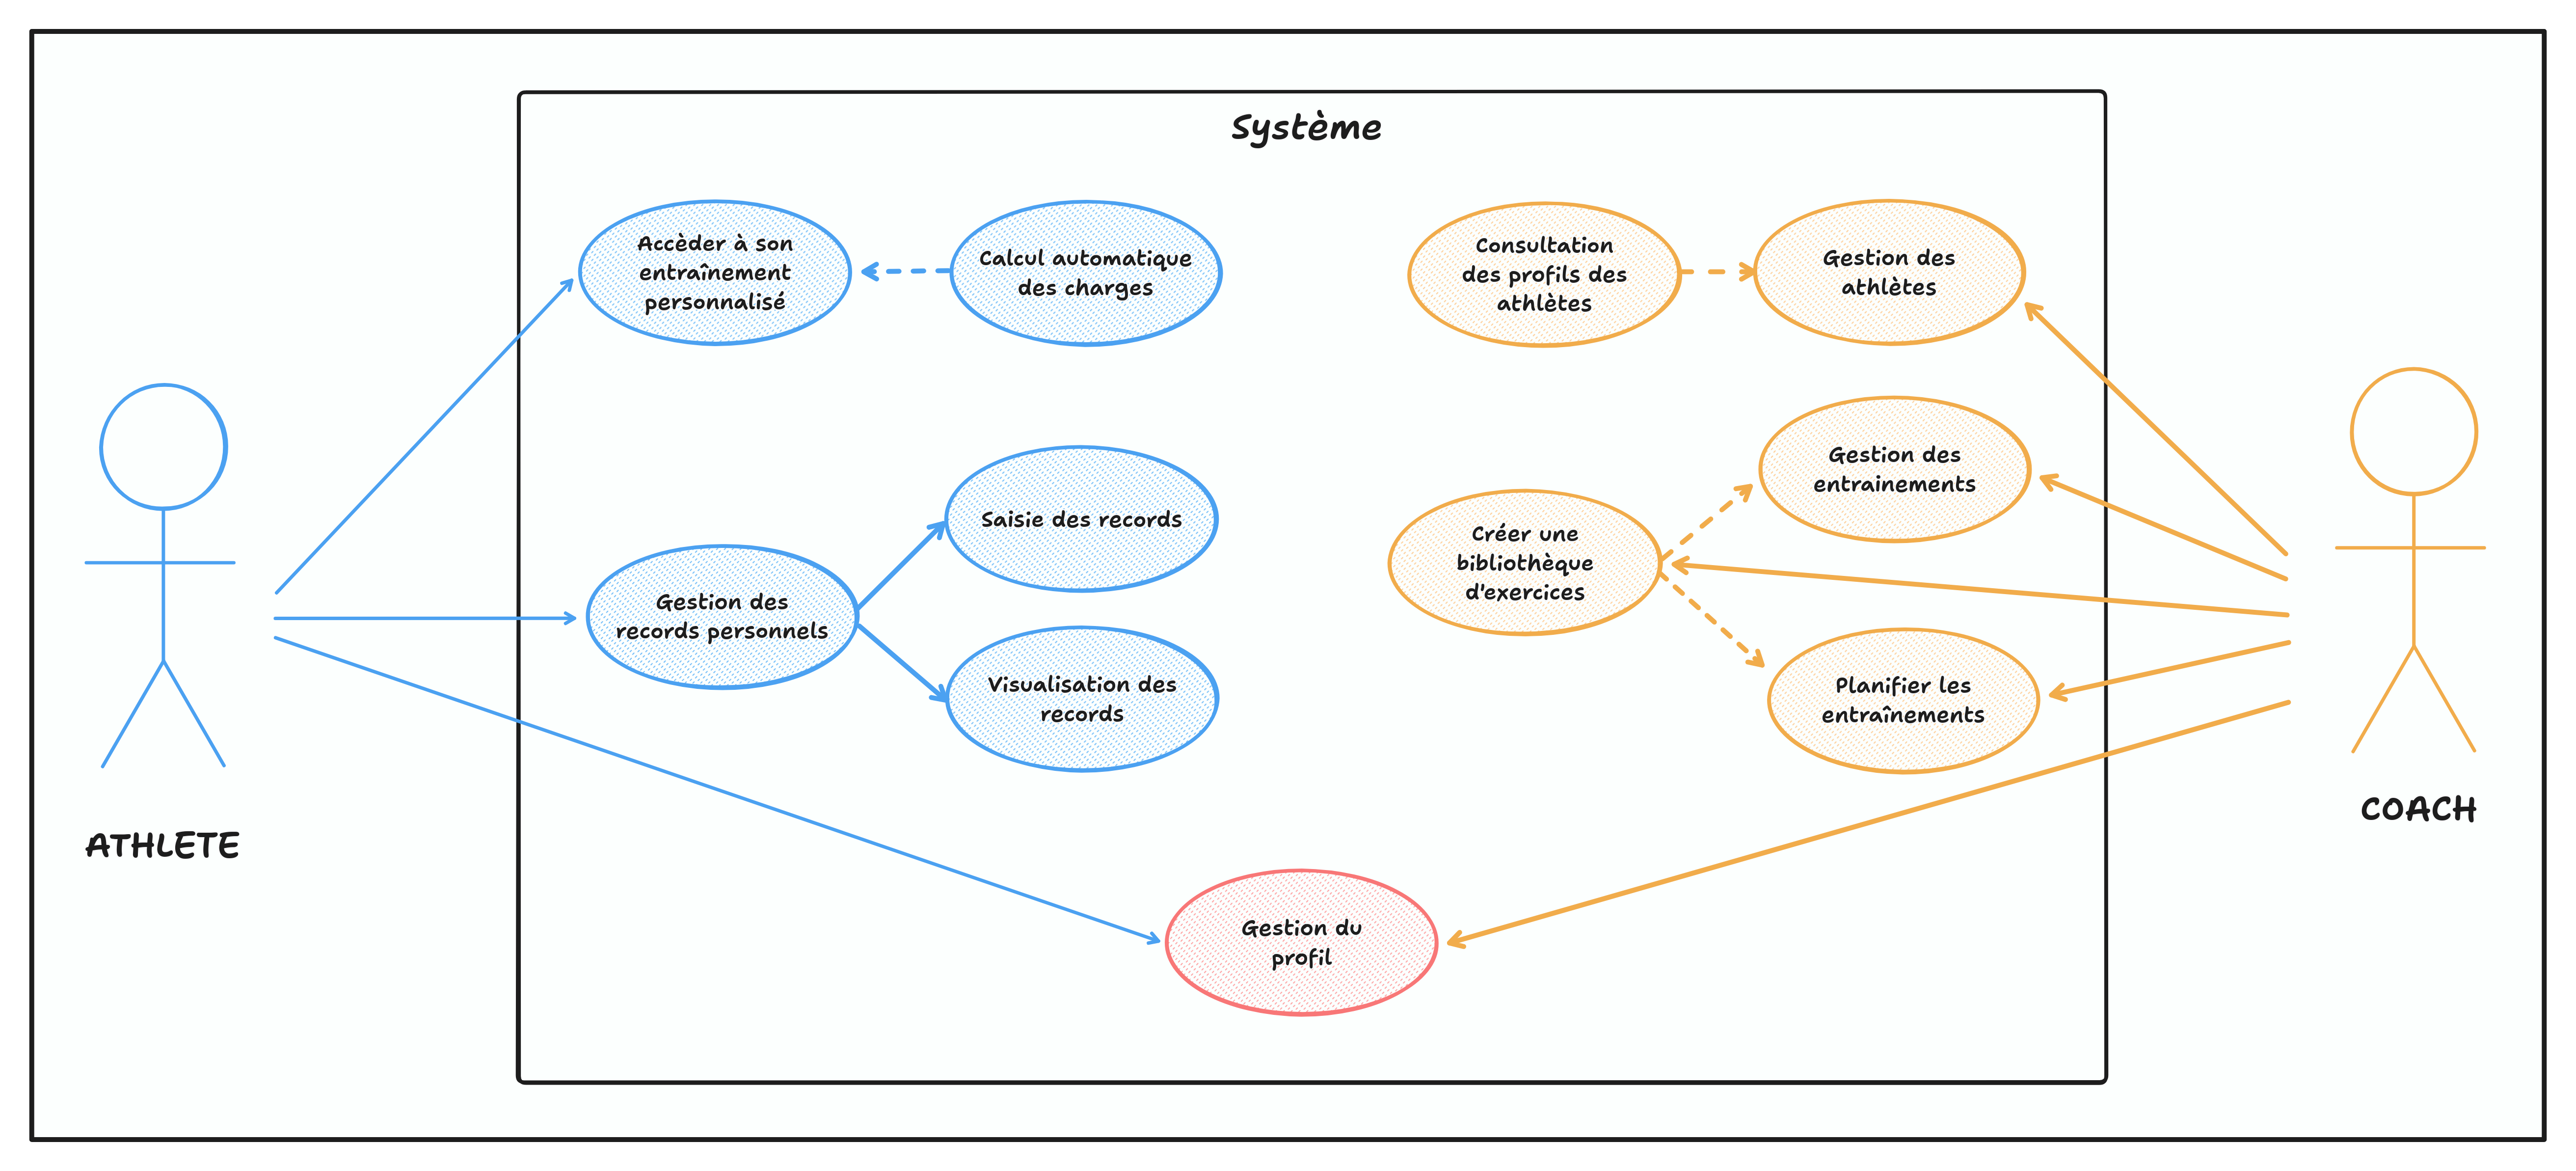 Système
Accèder à son
entraînement
personnalisé
Calcul automatique
des charges
Consultation
des profils des
athlètes
Gestion des
athlètes
Gestion des
entrainements
Saisie des records
Créer une
bibliothèque
d'exercices
Gestion des
records personnels
Visualisation des
records
Planifier les
entraînements
ATHLETE
COACH
Gestion du
profil